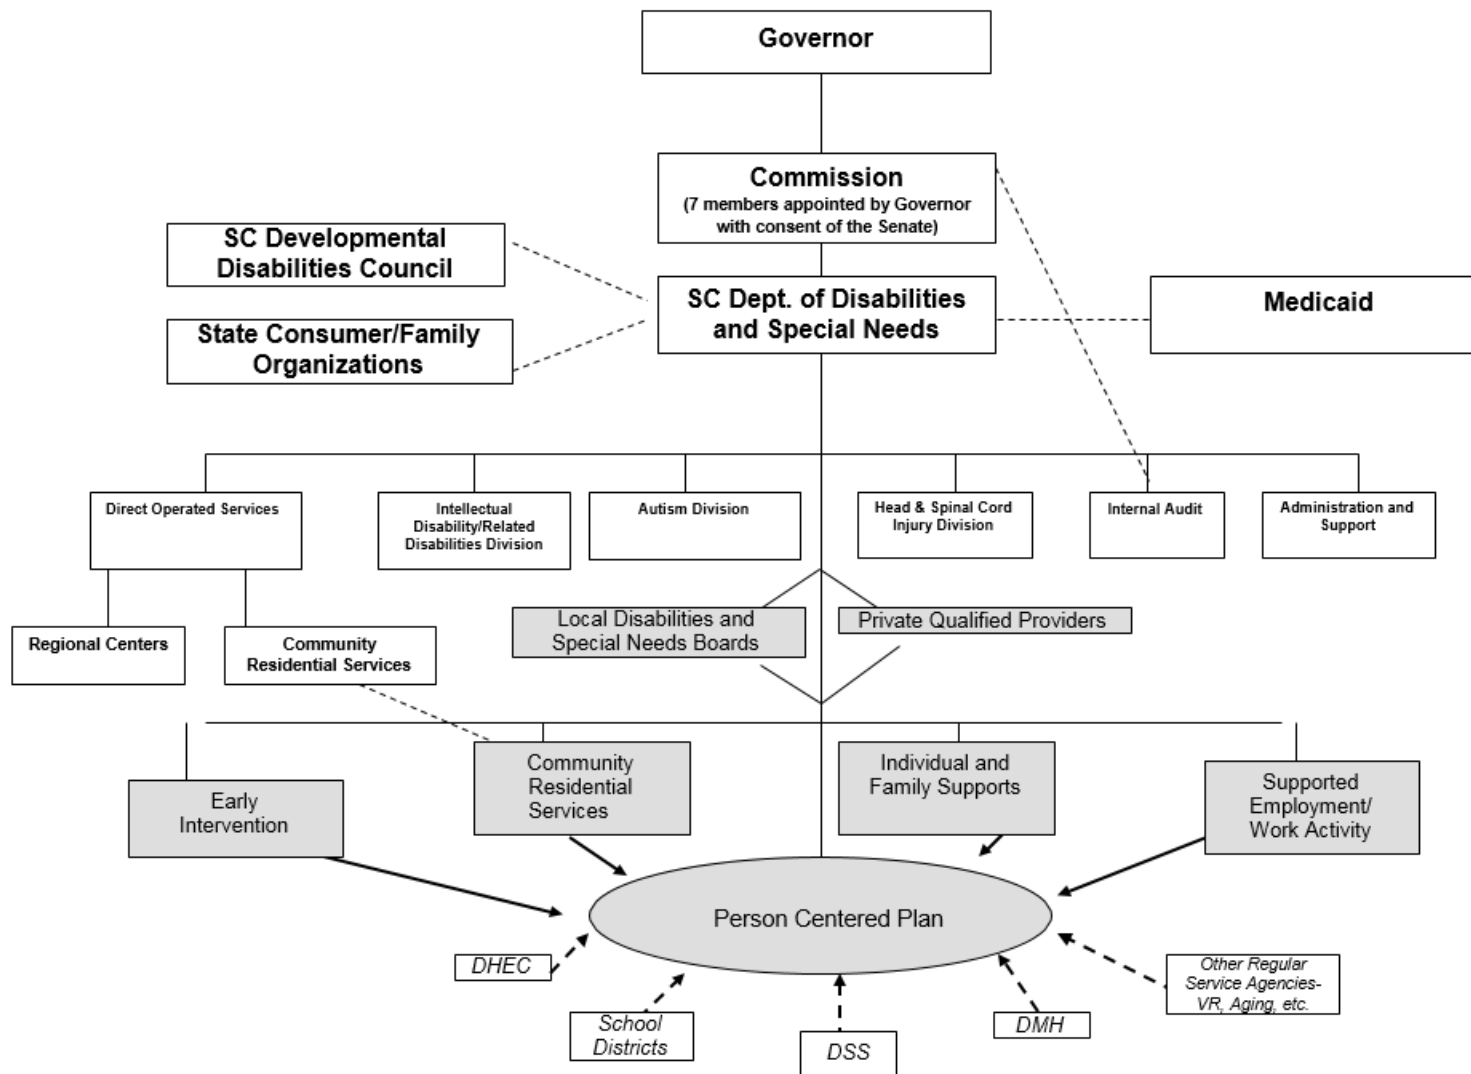 Governor
Commission
(7 members appointed by Governor
with consent of the Senate)
SC Developmental
Disabilities Council
SC Dept. of Disabilities
and Special Needs
Medicaid
State Consumer/Family
Organizations
Direct Operated Services
Intellectual
Disability/Related
Disabilities Division
Autism Division
Head & Spinal Cord
Injury Division
Internal Audit
Administration and
Support
Regional Centers
Community
Residential Services
Local Disabilities and
Special Needs Boards
Private Qualified Providers
Early
Intervention
Community
Residential
Services
Individual and
Family Supports
Supported
Employment/
Work Activity
Person Centered Plan
DHEC
School
Districts
DSS
DMH
Other Regular
Service Agencies-
VR, Aging, etc.